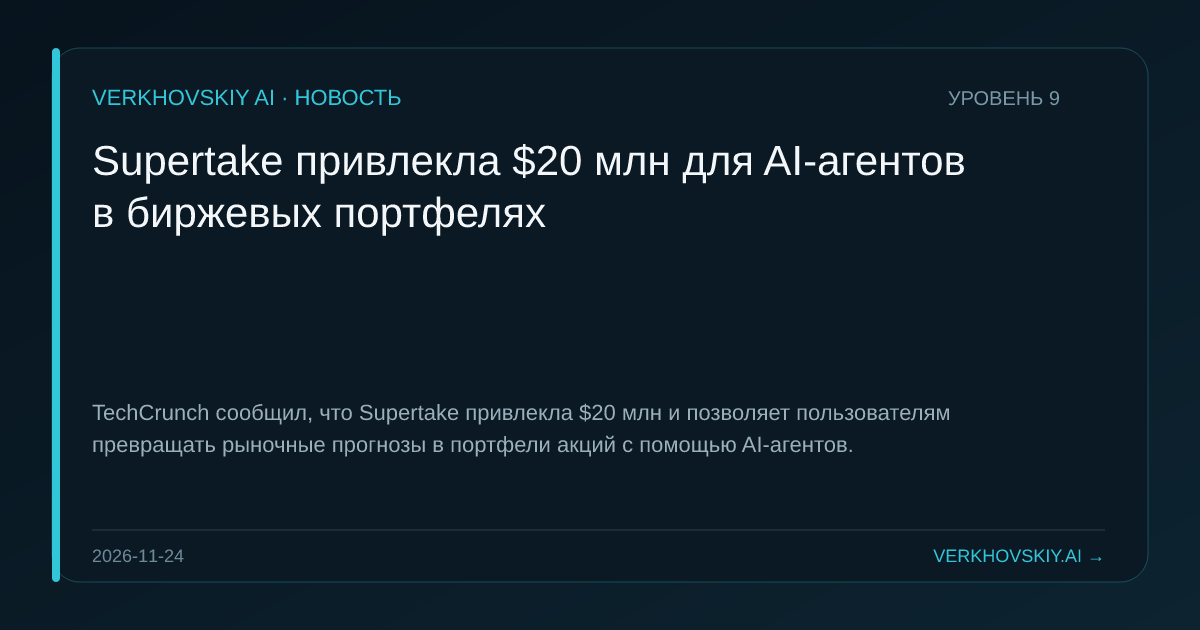 VERKHOVSKIY AI · НОВОСТЬ
УРОВЕНЬ 9
Supertake привлекла $20 млн для AI-агентов
в биржевых портфелях
TechCrunch сообщил, что Supertake привлекла $20 млн и позволяет пользователям
превращать рыночные прогнозы в портфели акций с помощью AI-агентов.
2026-11-24
VERKHOVSKIY.AI →